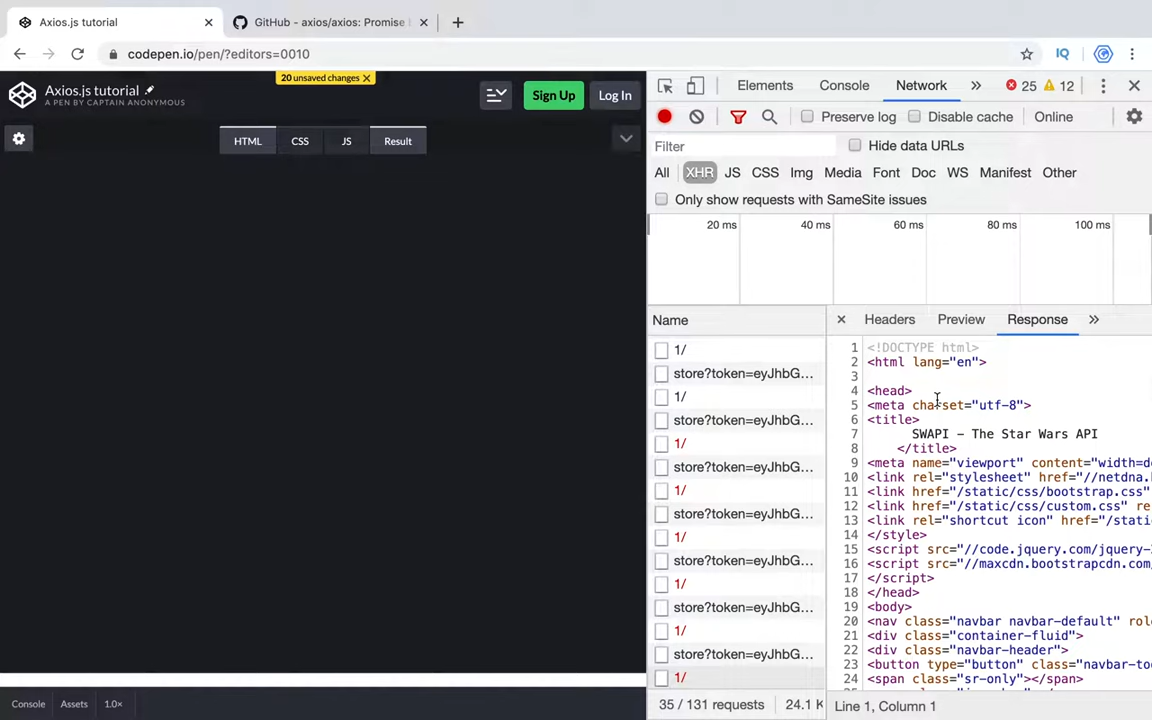 Axios.js tutorial
GitHub - axios/axios: Promise
codepen.io/pen/?editors=0010
IQ
20 unsaved changes
Axios.js tutorial
A PEN BY CAPTAIN ANONYMOUS
Sign Up
Log In
HTML
CSS
JS
Result
Elements
Console
Network
25
12
Preserve log
Disable cache
Online
Filter
Hide data URLs
All
XHR
JS
CSS
Img
Media
Font
Doc
WS
Manifest
Other
Only show requests with SameSite issues
20 ms
40 ms
60 ms
80 ms
100 ms
Name
Headers
Preview
Response
1/
store?token=eyJhbG...
1/
store?token=eyJhbG...
1/
store?token=eyJhbG...
1/
store?token=eyJhbG...
1/
store?token=eyJhbG...
1/
store?token=eyJhbG...
1/
store?token=eyJhbG...
1/
1 <!DOCTYPE html>
2 <html lang="en">
3
4 <head>
5 <meta charset="utf-8">
6 <title>
7 SWAPI - The Star Wars API
8 </title>
9 <meta name="viewport" content="width=de
10 <link rel="stylesheet" href="//netdna.b
11 <link href="/static/css/bootstrap.css"
12 <link href="/static/css/custom.css" re
13 <link rel="shortcut icon" href="/stati
14 </style>
15 <script src="//code.jquery.com/jquery-
16 <script src="//maxcdn.bootstrapcdn.com/
17 </script>
18 </head>
19 <body>
20 <nav class="navbar navbar-default" role
21 <div class="container-fluid">
22 <div class="navbar-header">
23 <button type="button" class="navbar-to
24 <span class="sr-only"></span>
35 / 131 requests
24.1 K
Line 1, Column 1
Console
Assets
1.0×